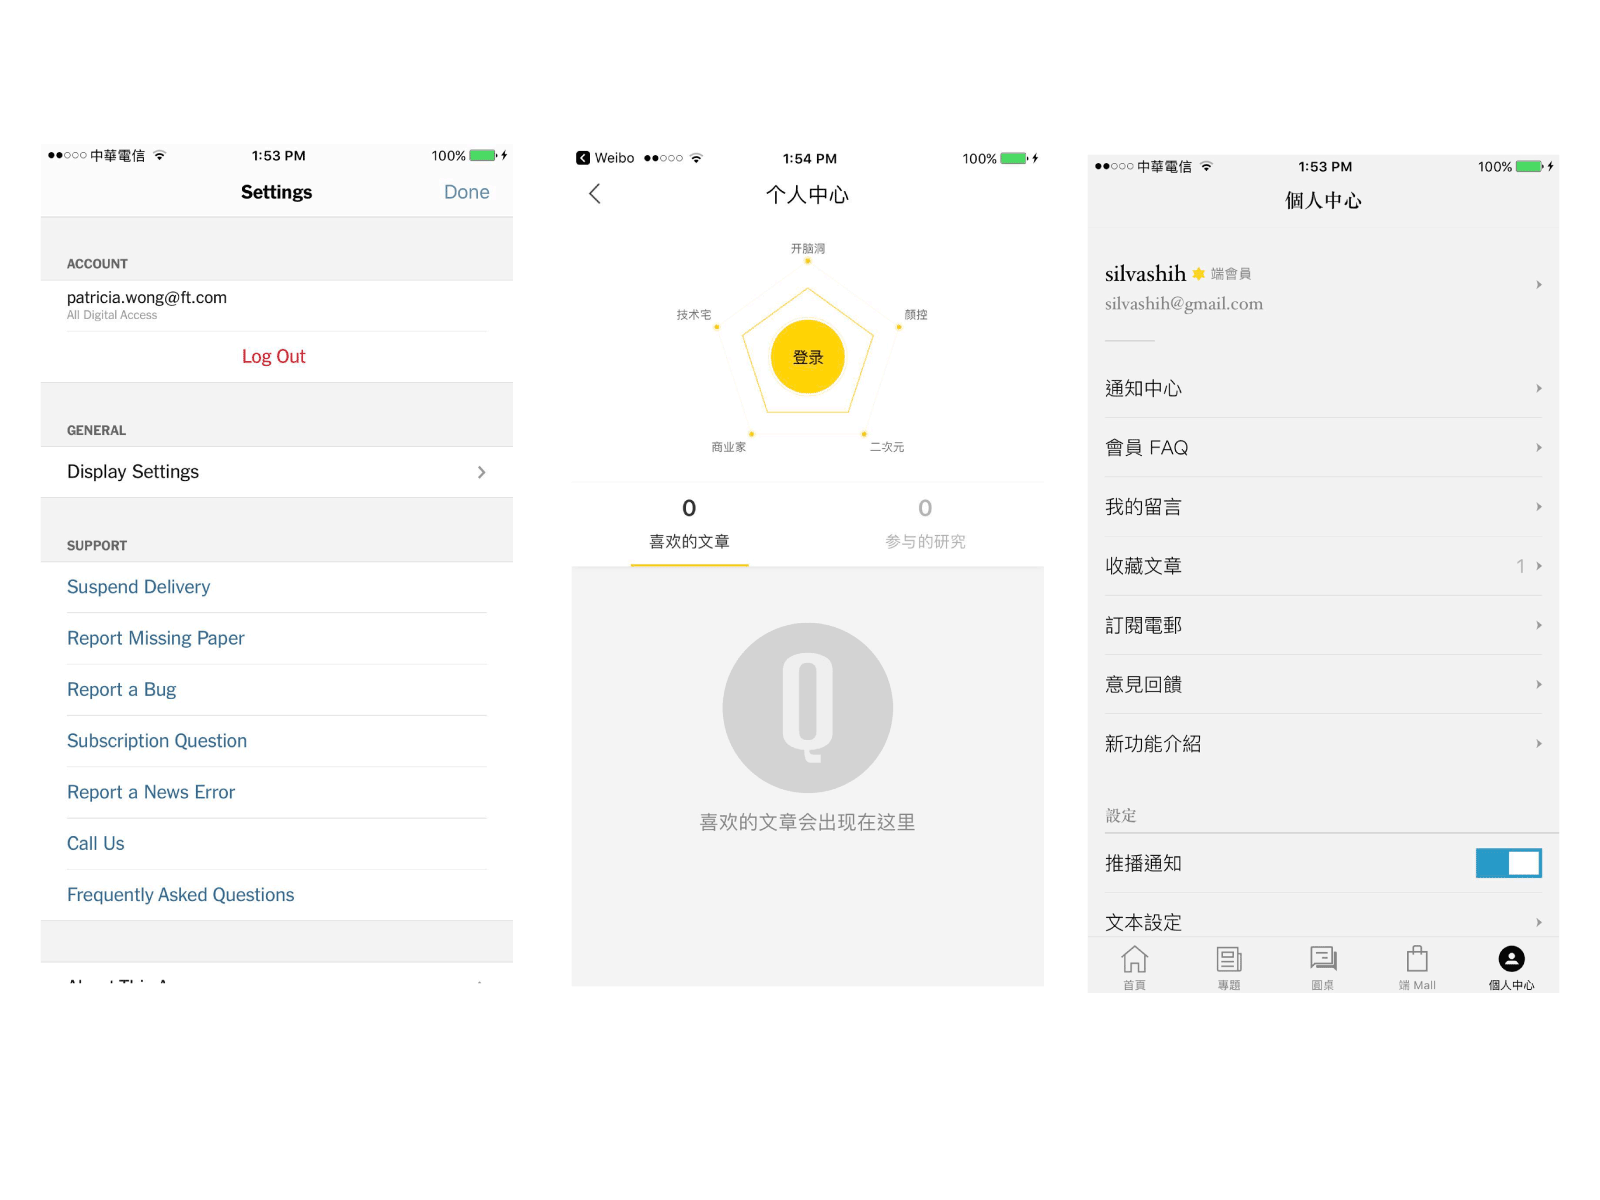 中華電信 1:53 PM 100%
Settings Done
ACCOUNT
patricia.wong@ft.com
All Digital Access
Log Out
GENERAL
Display Settings
SUPPORT
Suspend Delivery
Report Missing Paper
Report a Bug
Subscription Question
Report a News Error
Call Us
Frequently Asked Questions
Weibo 1:54 PM 100%
个人中心
开脑洞
技术宅 颜控
登录
商业家 二次元
0 0
喜欢的文章 参与的研究
Q
喜欢的文章会出现在这里
中華電信 1:53 PM 100%
個人中心
silvashih 端會員
silvashih@gmail.com
通知中心
會員 FAQ
我的留言
收藏文章 1
訂閱電郵
意見回饋
新功能介紹
設定
推播通知
文本設定
首頁 專題 圓桌 端 Mall 個人中心